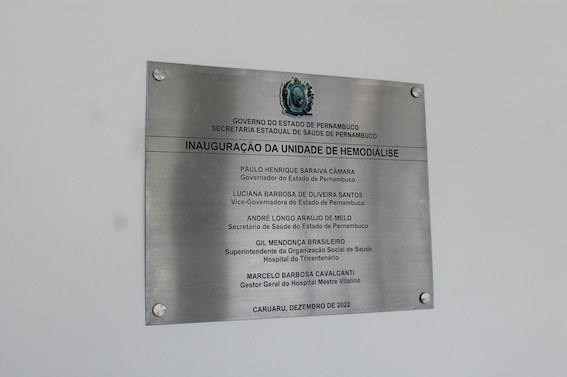 GOVERNO DO ESTADO DE PERNAMBUCO
SECRETARIA ESTADUAL DE SAÚDE DE PERNAMBUCO
INAUGURAÇÃO DA UNIDADE DE HEMODIÁLISE
PAULO HENRIQUE SARAIVA CÂMARA
Governador do Estado de Pernambuco
LUCIANA BARBOSA DE OLIVEIRA SANTOS
Vice-Governadora do Estado de Pernambuco
ANDRÉ LONGO ARAÚJO DE MELO
Secretário de Saúde do Estado de Pernambuco
GIL MENDONÇA BRASILEIRO
Superintendente da Organização Social de Saúde
Hospital do Tricentenário
MARCELO BARBOSA CAVALCANTI
Gestor Geral do Hospital Mestre Vitalino
CARUARU, DEZEMBRO DE 2022